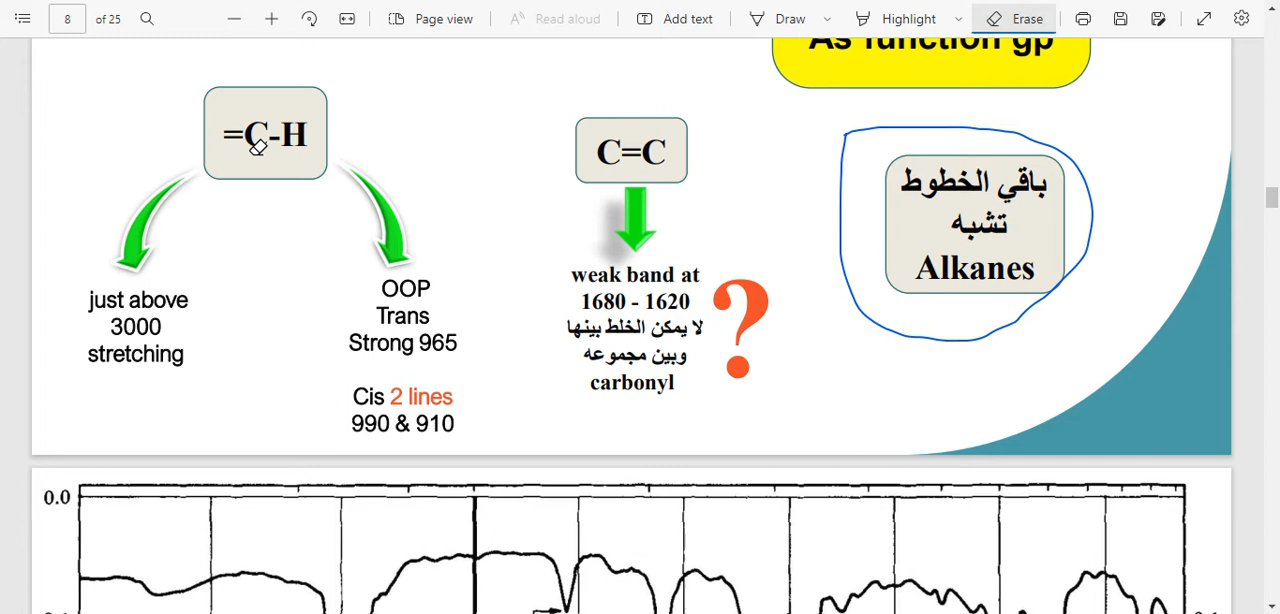 8 of 25 Page view Read aloud Add text Draw Highlight Erase
As function gp
=C-H
just above
3000
stretching
OOP
Trans
Strong 965
Cis 2 lines
990 & 910
C=C
weak band at
1680 - 1620
لا يمكن الخلط بينها
وبين مجموعه
carbonyl
?
باقي الخطوط
تشبه
Alkanes
0.0